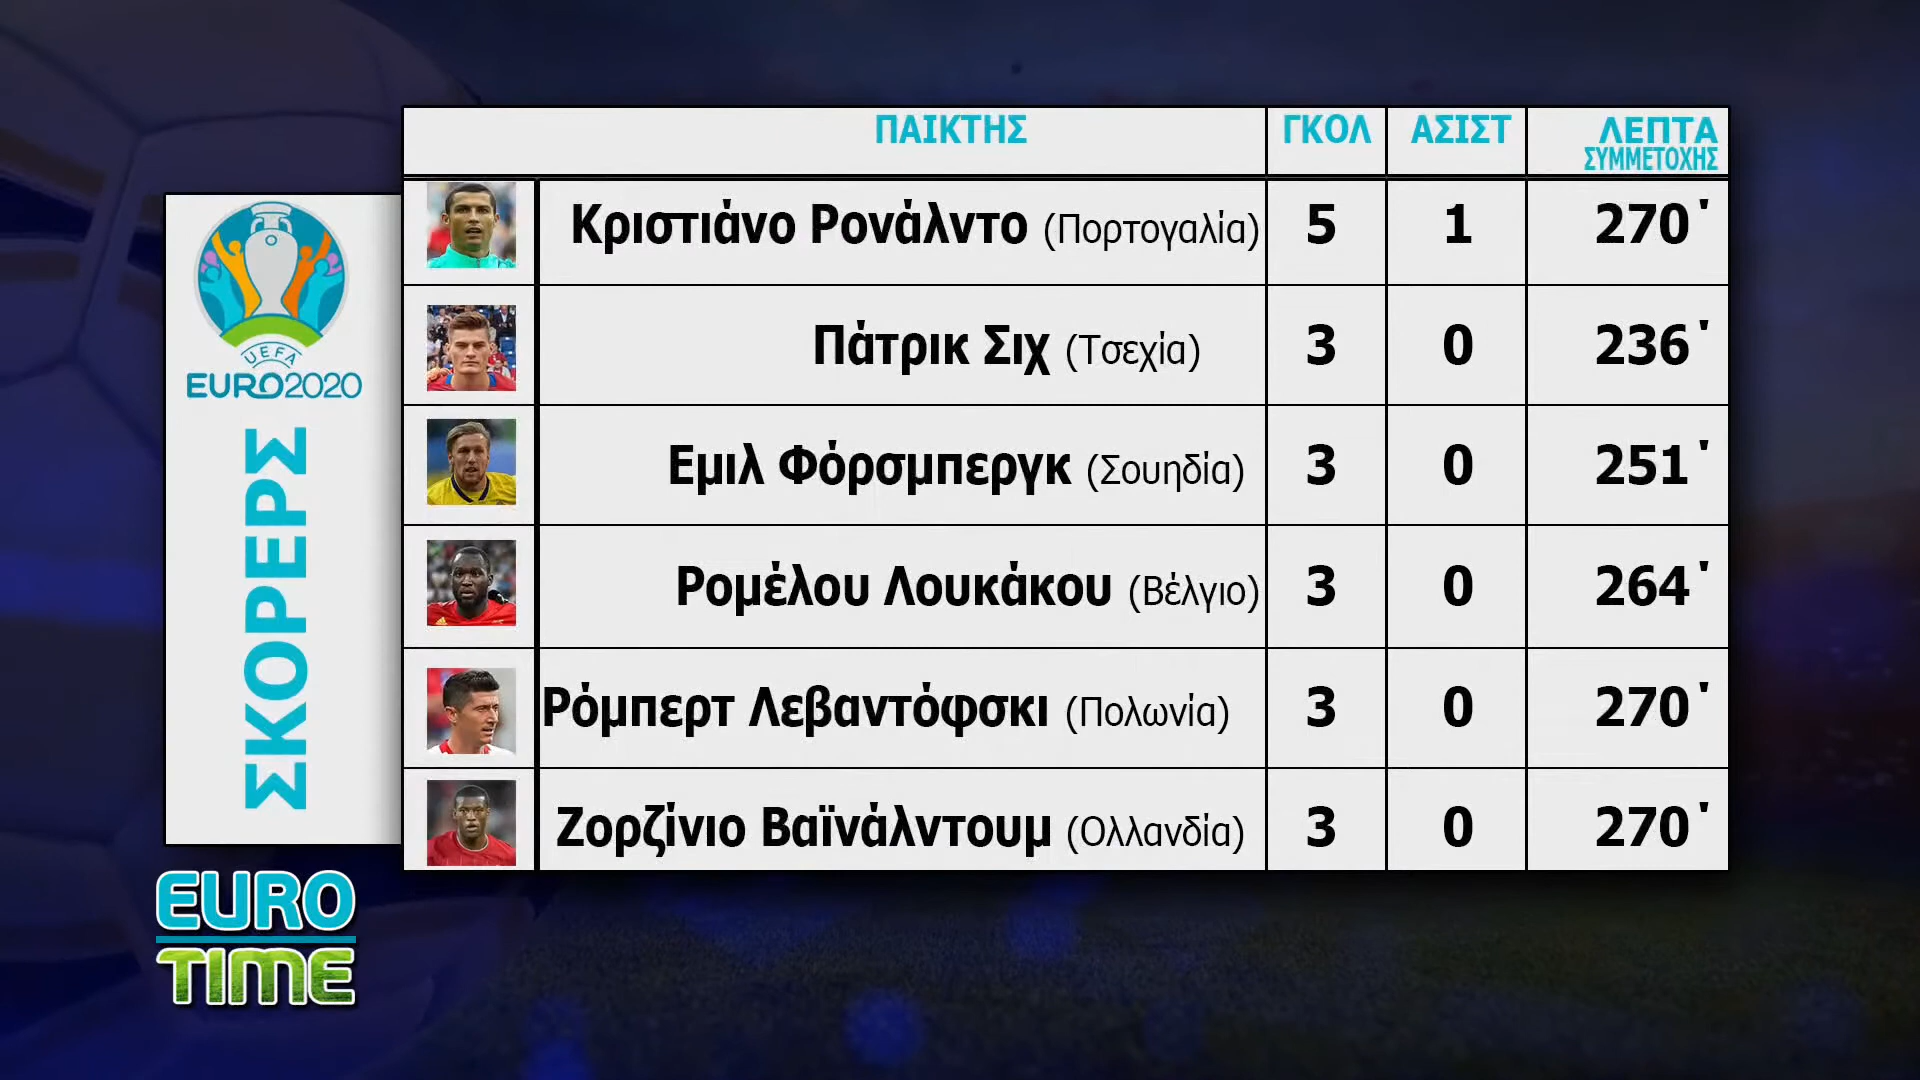 ΠΑΙΚΤΗΣ ΓΚΟΛ ΑΣΙΣΤ ΛΕΠΤΑ ΣΥΜΜΕΤΟΧΗΣ
Κριστιάνο Ρονάλντο (Πορτογαλία) 5 1 270'
Πάτρικ Σιχ (Τσεχία) 3 0 236'
Εμιλ Φόρσμπεργκ (Σουηδία) 3 0 251'
Ρομέλου Λουκάκου (Βέλγιο) 3 0 264'
Ρόμπερτ Λεβαντόφσκι (Πολωνία) 3 0 270'
Ζορζίνιο Βαϊνάλντουμ (Ολλανδία) 3 0 270'
UEFA
EURO2020
ΣΚΟΡΕΡΣ
EURO
TIME